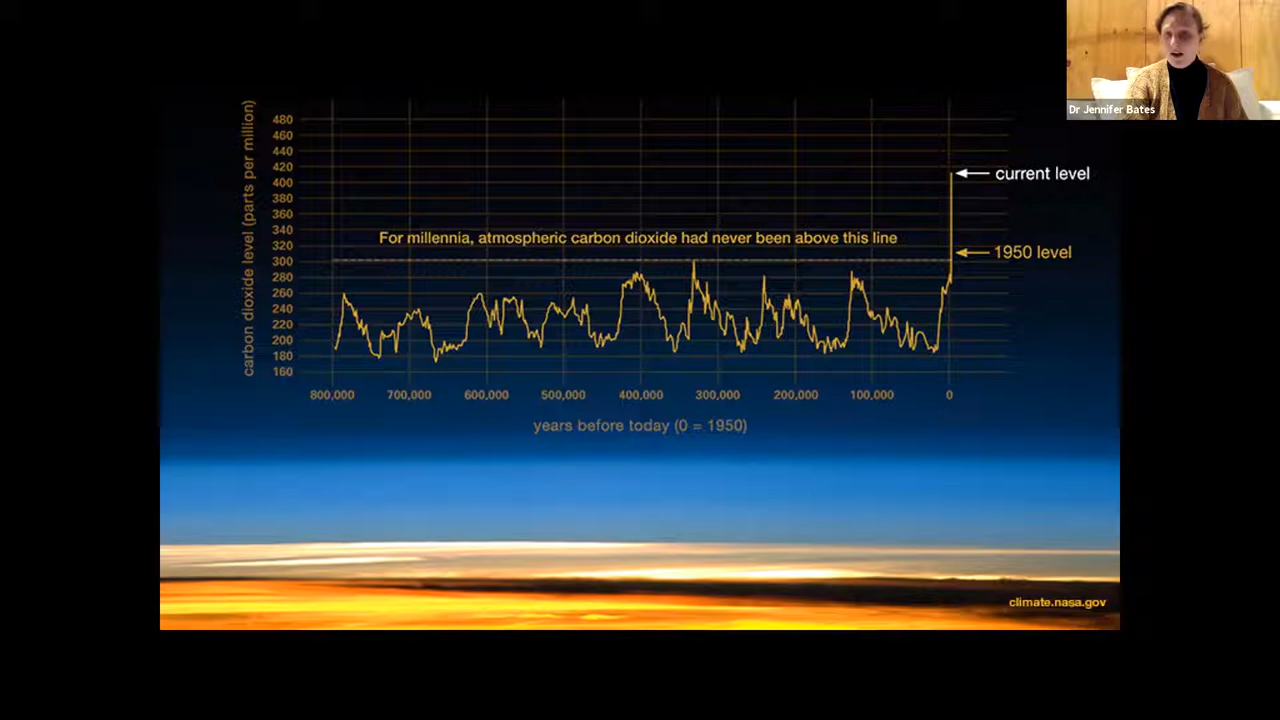 Dr Jennifer Bates
carbon dioxide level (parts per million)
480
460
440
420
400
380
360
340
320
300
280
260
240
220
200
180
160
current level
For millennia, atmospheric carbon dioxide had never been above this line
1950 level
800,000 700,000 600,000 500,000 400,000 300,000 200,000 100,000 0
years before today (0 = 1950)
climate.nasa.gov